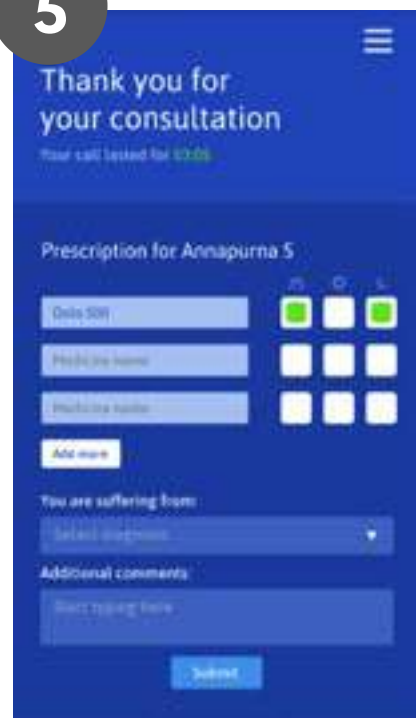 5
Thank you for
your consultation
Your call lasted for 03:05
Prescription for Annapurna S
Dolo 500
Medicine name
Medicine name
Add more
You are suffering from:
Select diagnosis
Additional comments:
Start typing here
Submit